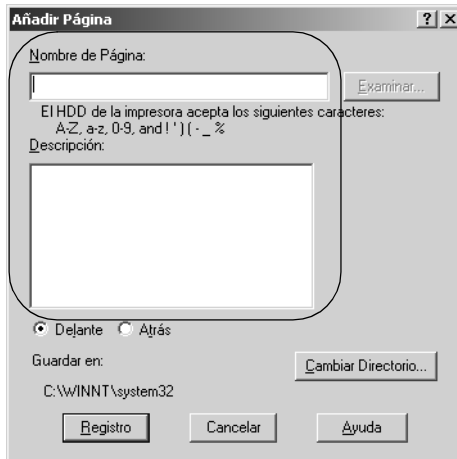 Añadir Página
Nombre de Página:
Examinar...
El HDD de la impresora acepta los siguientes caracteres:
A-Z, a-z, 0-9, and ! ' ) ( - _ %
Descripción:
Delante Atrás
Guardar en:
Cambiar Directorio...
C:\WINNT\system32
Registro Cancelar Ayuda